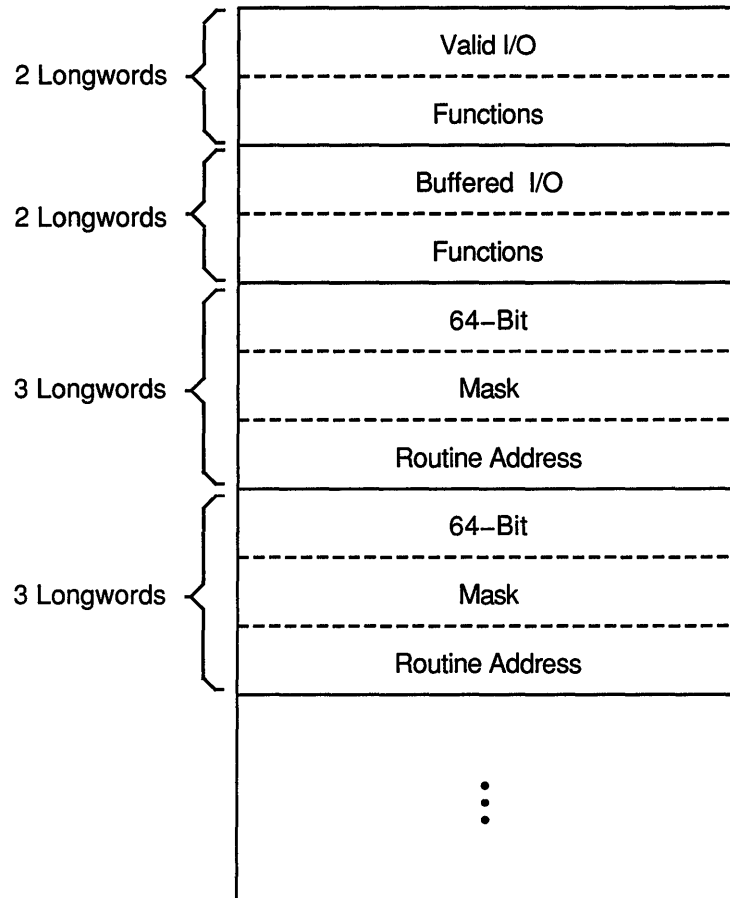 Valid I/O
2 Longwords
Functions
Buffered I/O
2 Longwords
Functions
64–Bit
3 Longwords
Mask
Routine Address
64–Bit
3 Longwords
Mask
Routine Address